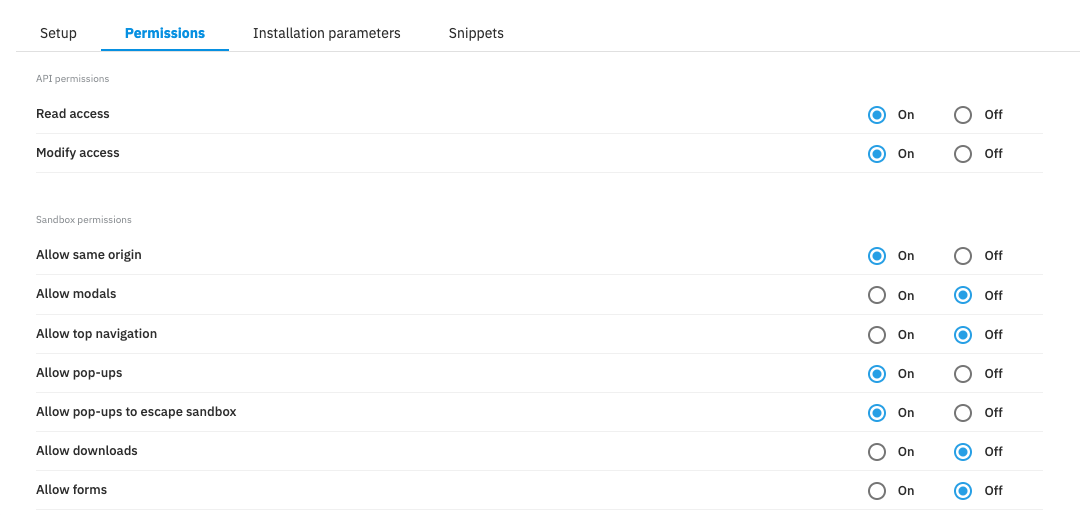 Setup Permissions Installation parameters Snippets
API permissions
Read access On Off
Modify access On Off
Sandbox permissions
Allow same origin On Off
Allow modals On Off
Allow top navigation On Off
Allow pop-ups On Off
Allow pop-ups to escape sandbox On Off
Allow downloads On Off
Allow forms On Off